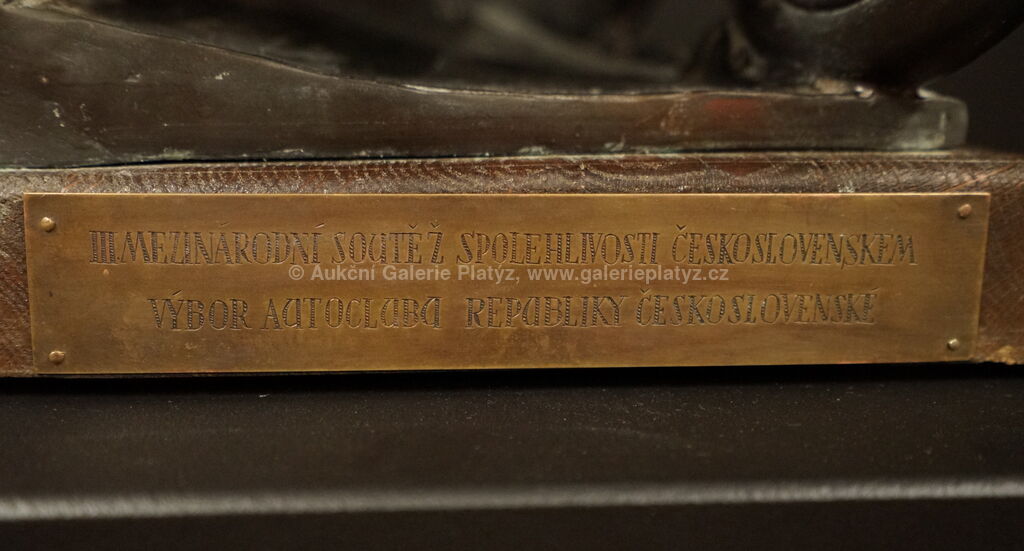 III. MEZINÁRODNÍ SOUTĚŽ SPOLEHLIVOSTI ČESKOSLOVENSKEM
© Aukční Galerie Platýz, www.galerieplatyz.cz
VÝBOR AUTOCLUBU REPUBLIKY ČESKOSLOVENSKÉ